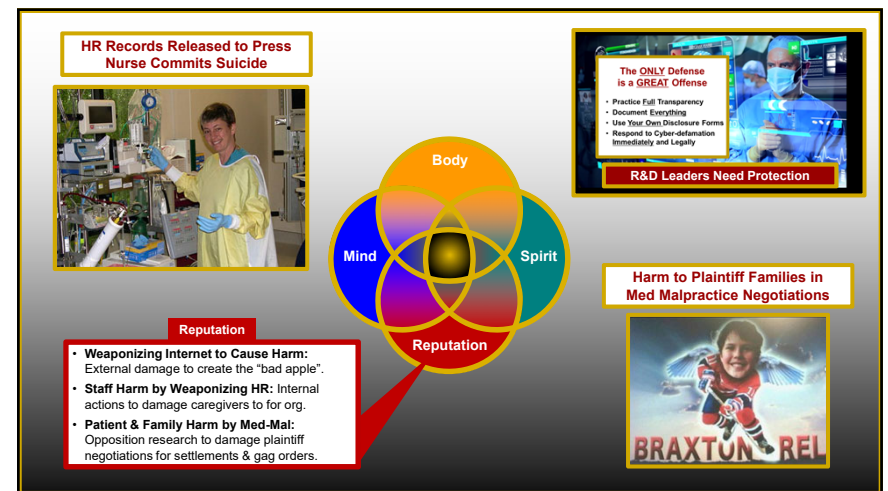 HR Records Released to Press
Nurse Commits Suicide
The ONLY Defense
is a GREAT Offense
• Practice Full Transparency
• Document Everything
• Use Your Own Disclosure Forms
• Respond to Cyber-defamation
Immediately and Legally
R&D Leaders Need Protection
Body
Mind
Spirit
Reputation
Harm to Plaintiff Families in
Med Malpractice Negotiations
BRAXTON REL
Reputation
• Weaponizing Internet to Cause Harm:
External damage to create the “bad apple”.
• Staff Harm by Weaponizing HR: Internal
actions to damage caregivers to for org.
• Patient & Family Harm by Med-Mal:
Opposition research to damage plaintiff
negotiations for settlements & gag orders.